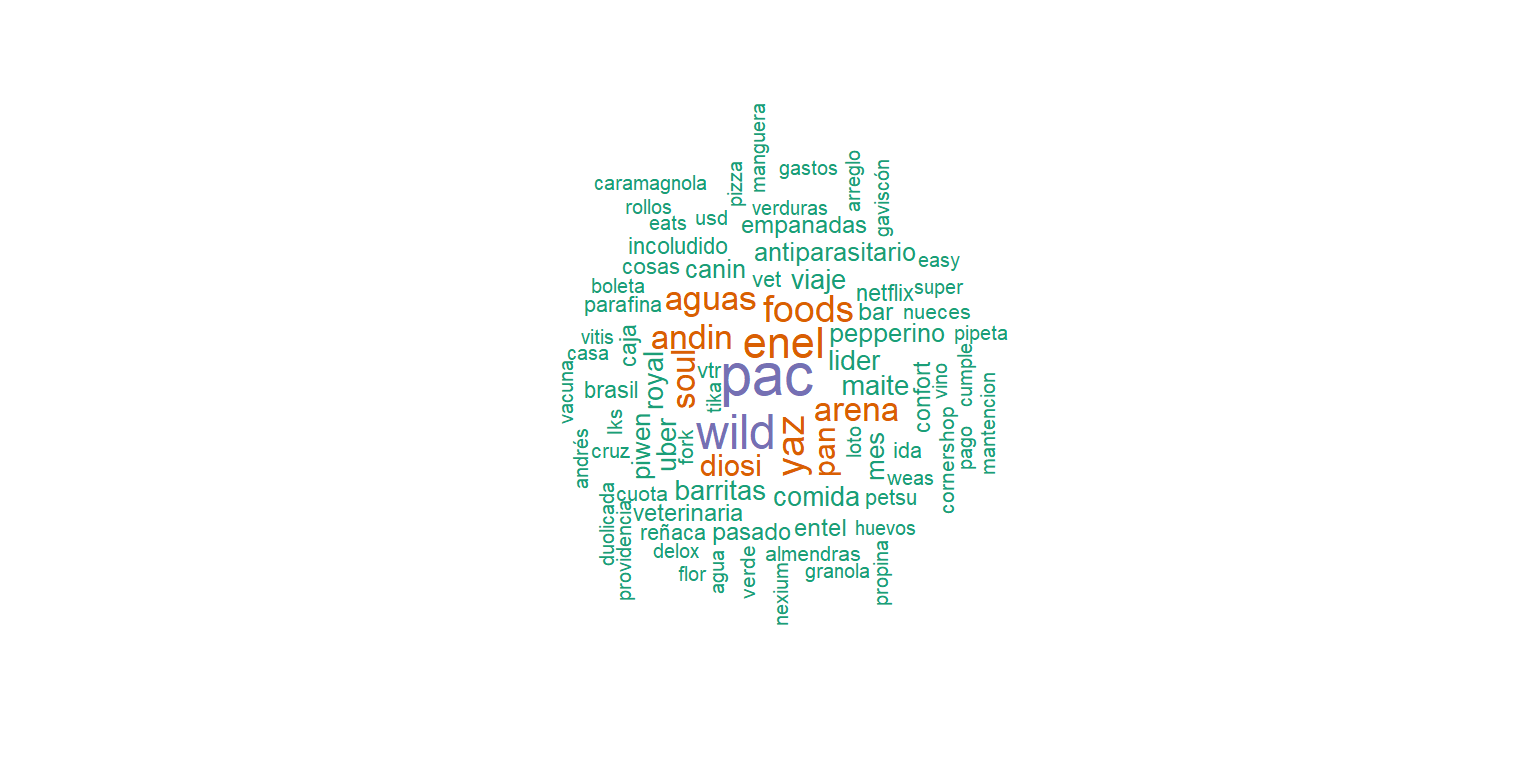 manguera
pizza
gastos
arreglo
gaviscón
caramagnola
rollos
eats
usd
verduras
empanadas
incoludido
antiparasitario
easy
cosas
canin
vet
viaje
boleta
parafina
aguas
foods
netflix
super
bar
nueces
vitis
casa
caja
andin
enel
pepperino
pipeta
vacuna
brasil
royal
soul
vtr
tika
pac
lider
maite
confort
vino
cumple
mantencion
lks
arena
andrés
cruz
piwen
uber
fork
wild
yaz
pan
loto
mes
ida
cornershop
pago
diosi
weas
duolicada
cuota
barritas
comida
petsu
providencia
veterinaria
reñaca
pasado
entel
huevos
delox
flor
agua
verde
almendras
granola
nexium
propina